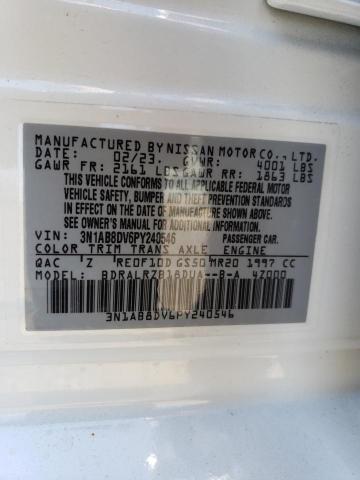 MANUFACTURED BY NISSAN MOTOR CO., LTD.
DATE: 02/23. GVWR: 4001 LBS
GAWR FR: 2161 LBS GAWR RR: 1863 LBS
THIS VEHICLE CONFORMS TO ALL APPLICABLE
FEDERAL MOTOR VEHICLE SAFETY, BUMPER AND THEFT
PREVENTION STANDARDS IN EFFECT ON THE DATE OF
MANUFACTURE SHOWN ABOVE. SEE OWNER'S MANUAL FOR
ADDITIONAL INFORMATION.
VIN: 3N1AB8DV6PY240546 PASSENGER CAR.
COLOR TRIM TRANS AXLE ENGINE
QAC Z RE0F10D GS50 MR20 1997 CC
MODEL: BDRALRZB18DUA--B-A 4Z000
3N1AB8DV6PY240546